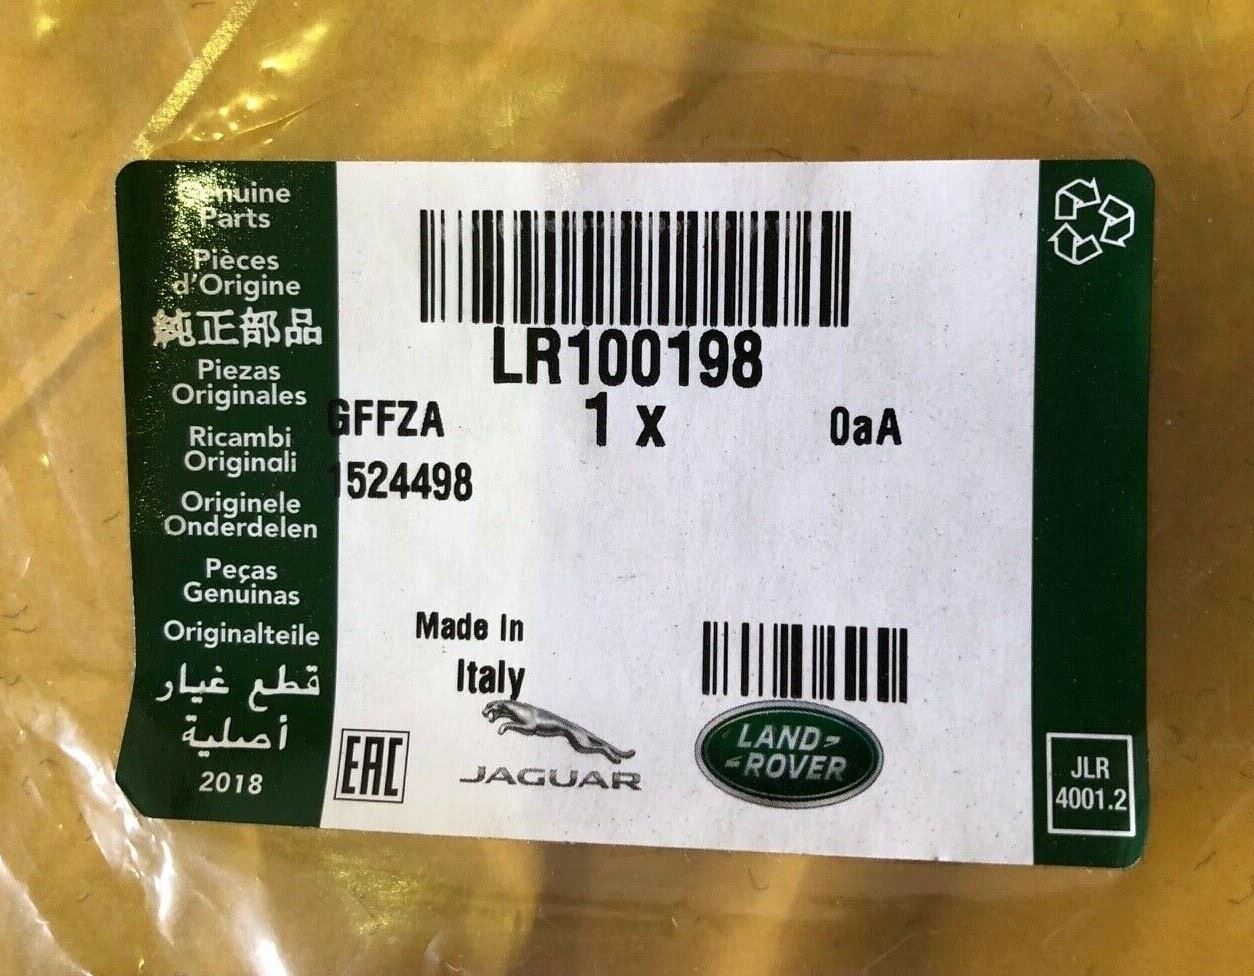 Genuine
Parts
Pièces
d'Origine
純正部品
Piezas
Originales
Ricambi
Originali
Originele
Onderdelen
Peças
Genuinas
Originalteile
قطع غيار
أصلية
2018
LR100198
GFFZA 1 x 0aA
1524498
Made In
Italy
EAC
JAGUAR
LAND-
-ROVER
JLR
4001.2